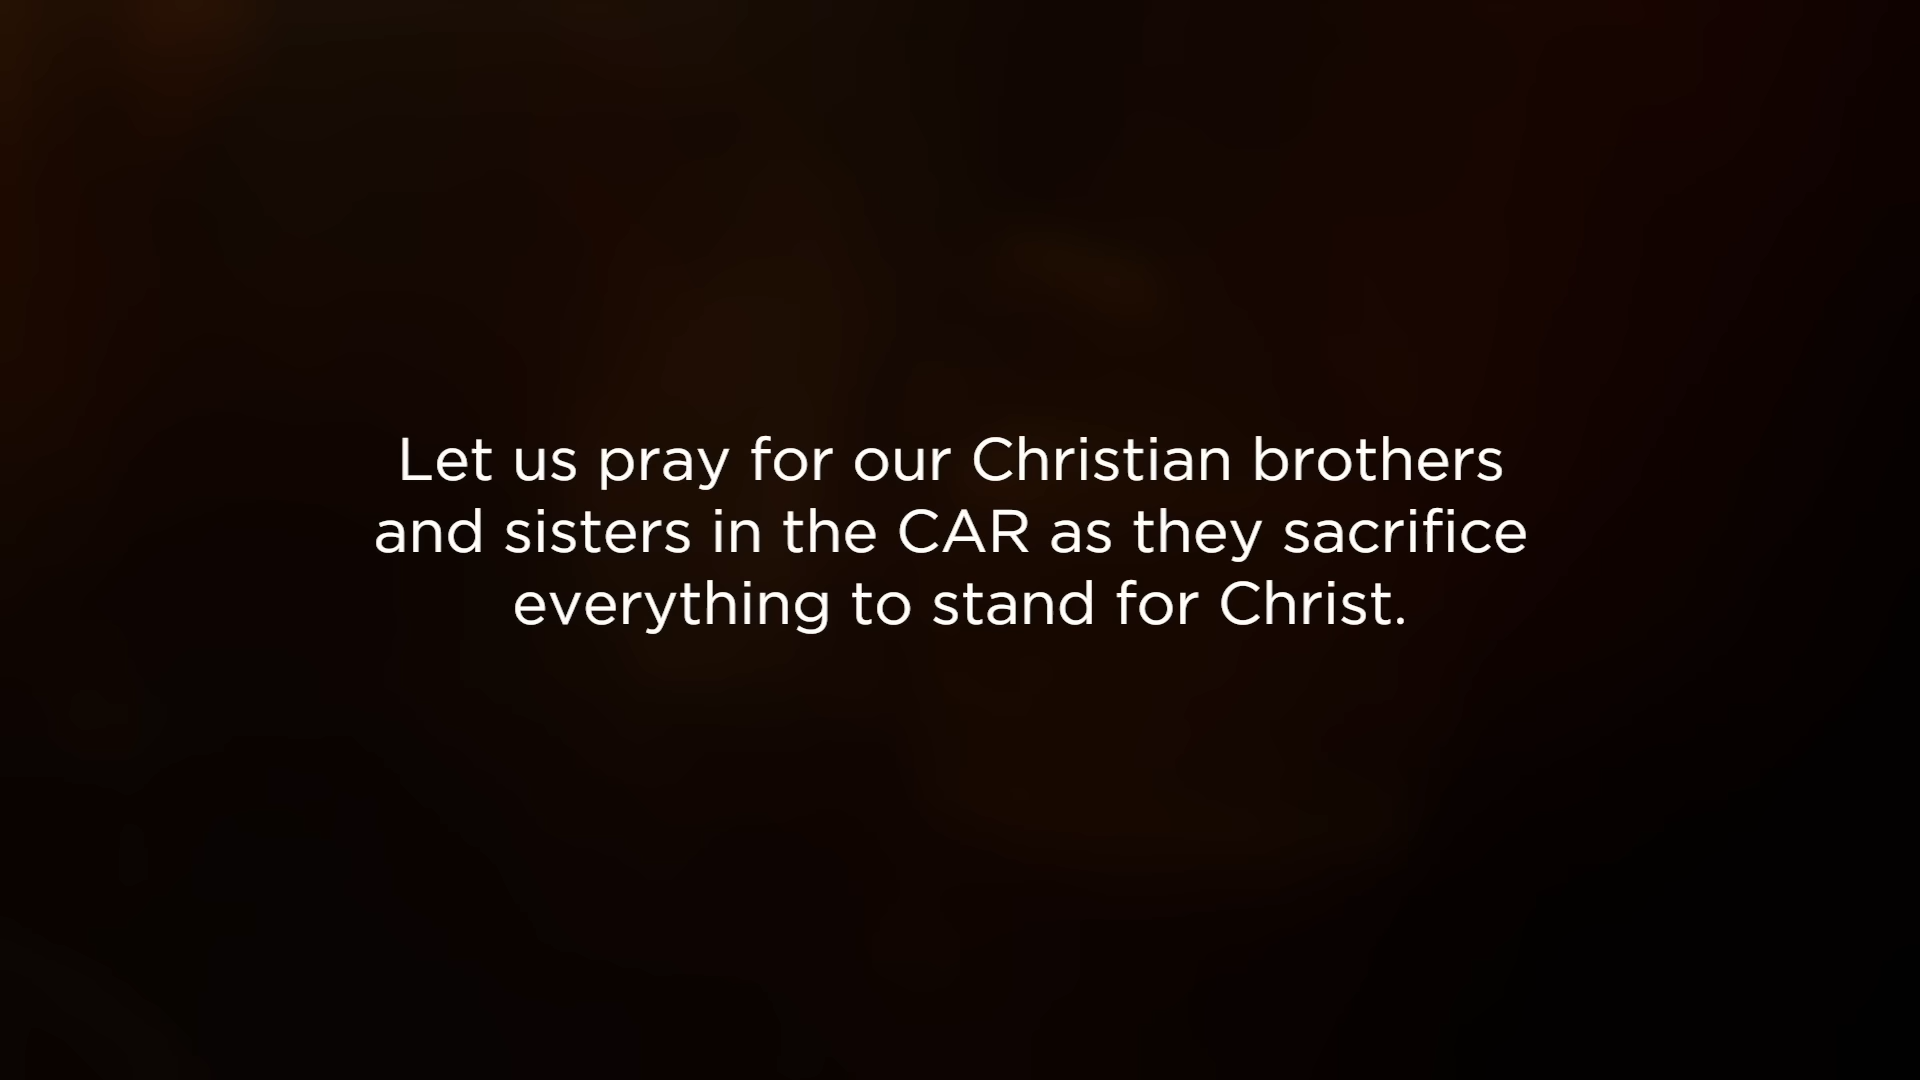 Let us pray for our Christian brothers
and sisters in the CAR as they sacrifice
everything to stand for Christ.